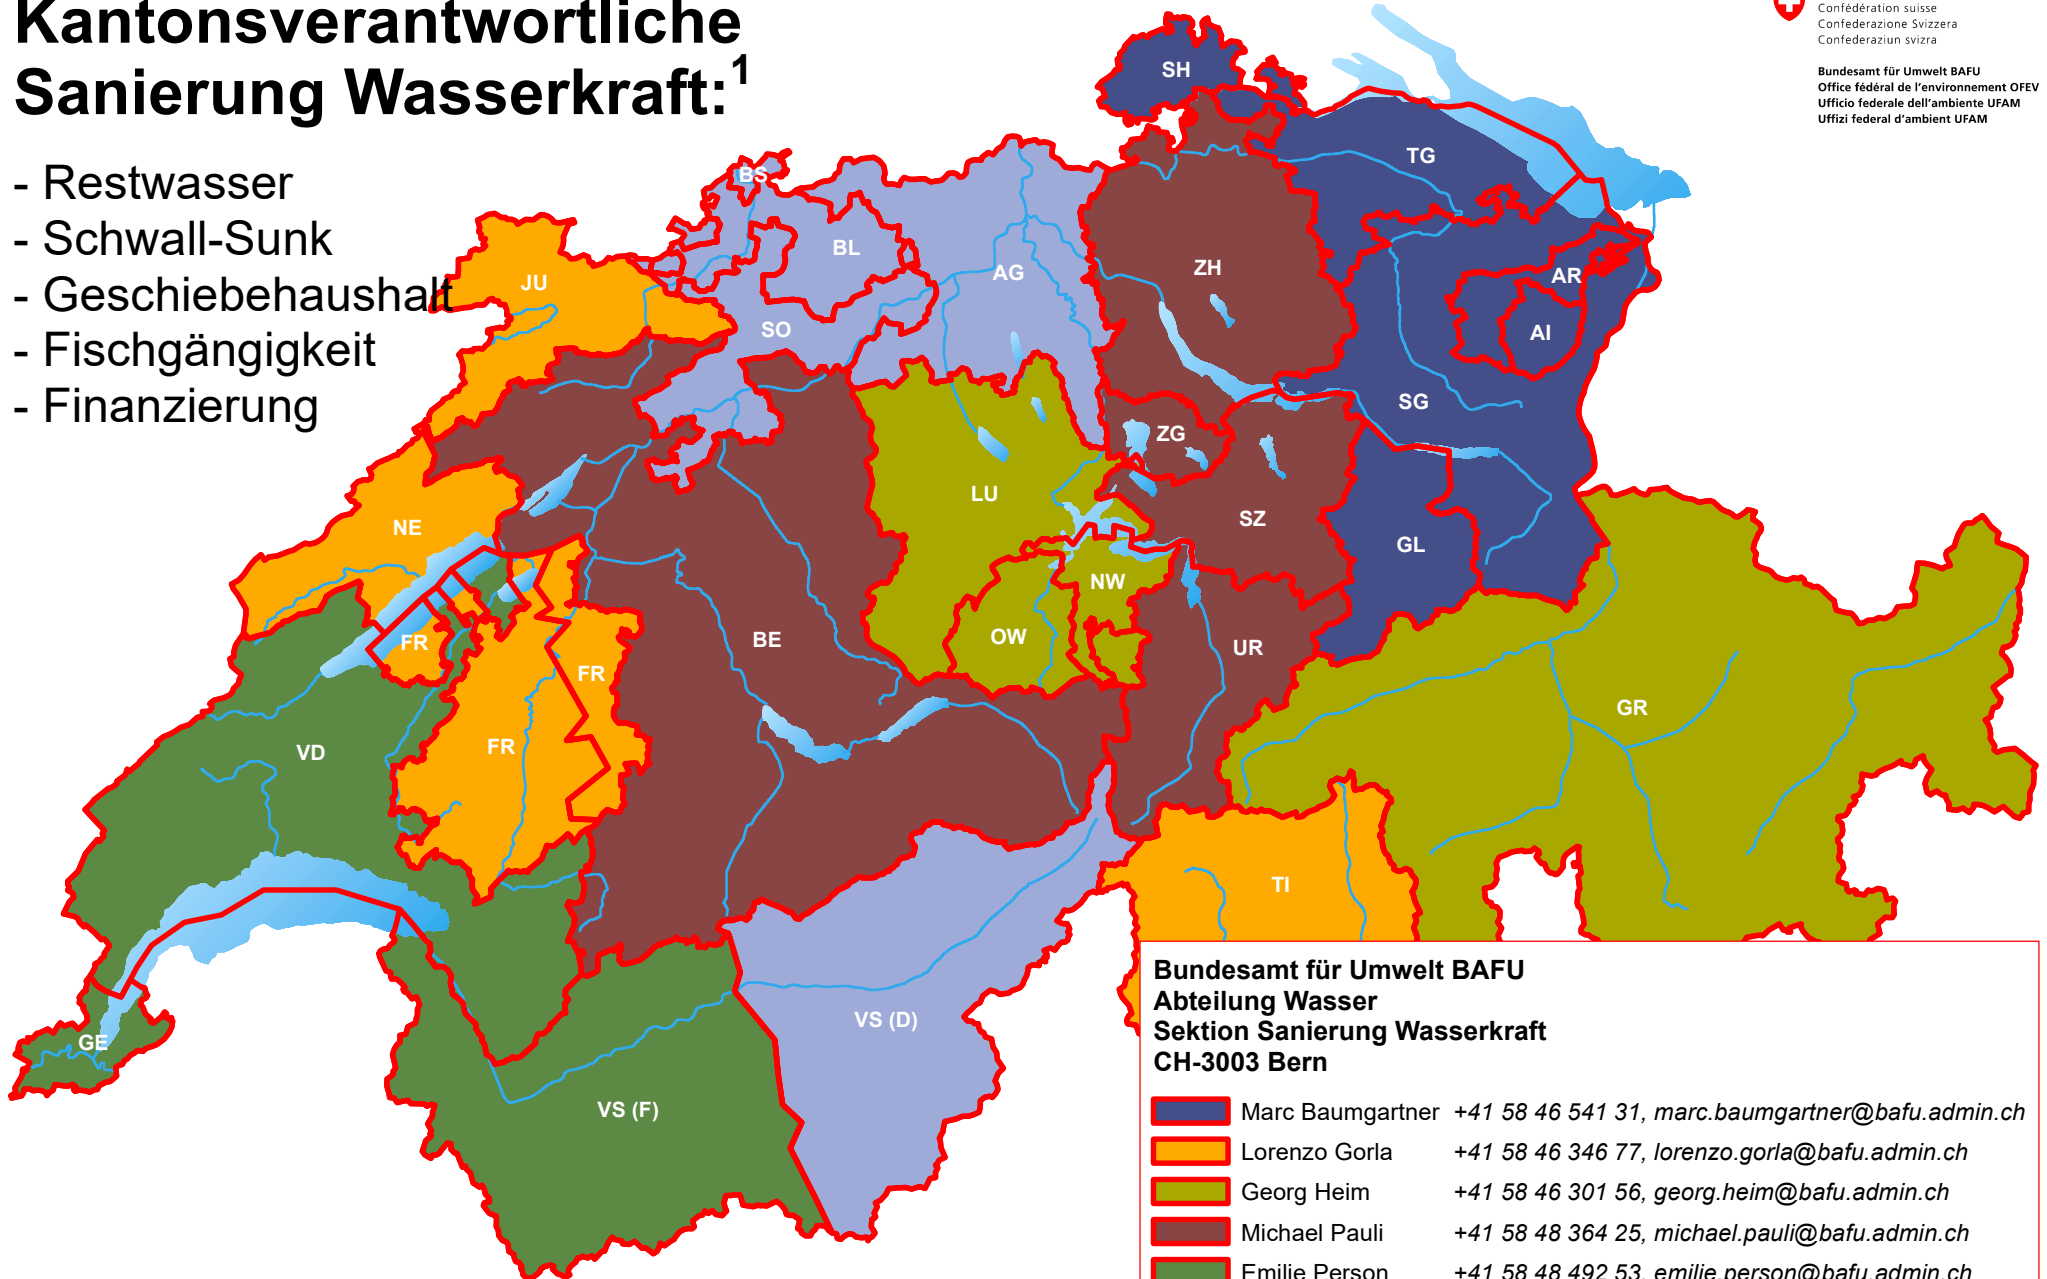 Kantonsverantwortliche
Sanierung Wasserkraft:¹
- Restwasser
- Schwall-Sunk
- Geschiebehaushalt
- Fischgängigkeit
- Finanzierung
Confédération suisse
Confederazione Svizzera
Confederaziun svizra
Bundesamt für Umwelt BAFU
Office fédéral de l'environnement OFEV
Ufficio federale dell'ambiente UFAM
Uffizi federal d'ambient UFAM
SH
TG
BS
BL
AG
ZH
AR
AI
JU
SO
SG
ZG
LU
SZ
GL
NE
NW
OW
BE
UR
FR
FR
FR
GR
VD
TI
GE
VS (D)
VS (F)
Bundesamt für Umwelt BAFU
Abteilung Wasser
Sektion Sanierung Wasserkraft
CH-3003 Bern
Marc Baumgartner +41 58 46 541 31, marc.baumgartner@bafu.admin.ch
Lorenzo Gorla +41 58 46 346 77, lorenzo.gorla@bafu.admin.ch
Georg Heim +41 58 46 301 56, georg.heim@bafu.admin.ch
Michael Pauli +41 58 48 364 25, michael.pauli@bafu.admin.ch
Emilie Person +41 58 48 492 53, emilie.person@bafu.admin.ch